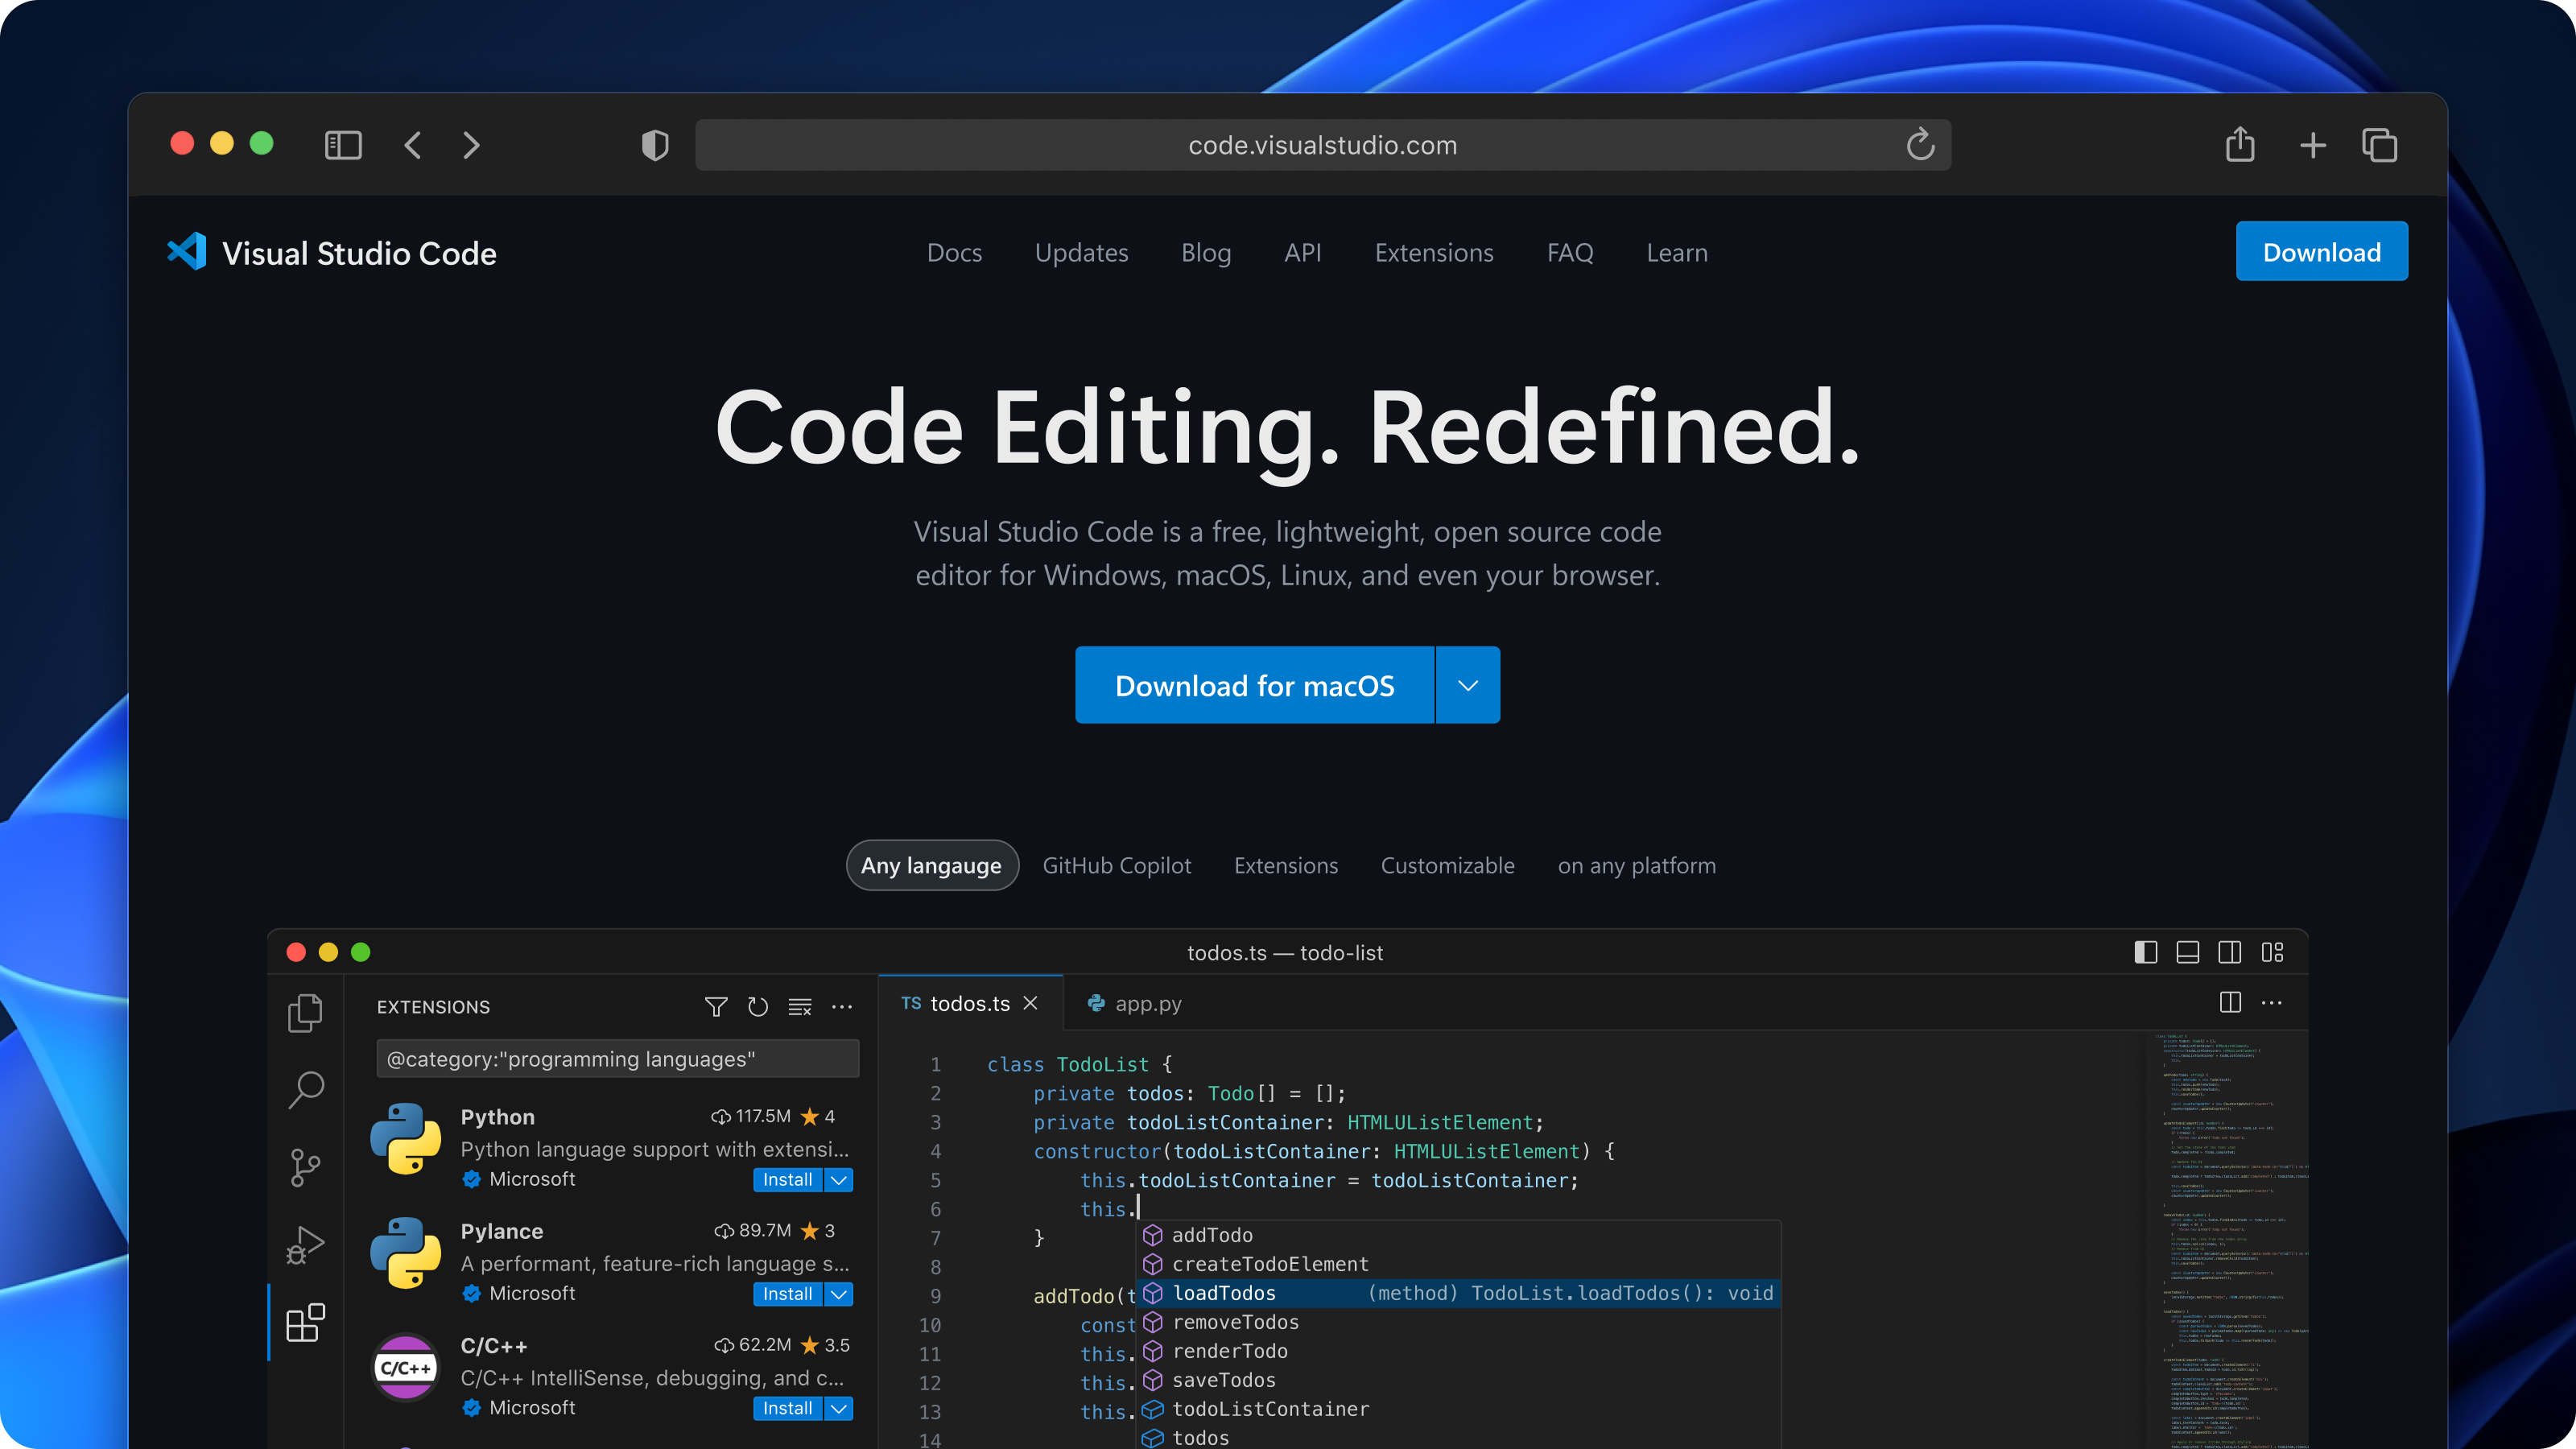 code.visualstudio.com
Visual Studio Code
Docs
Updates
Blog
API
Extensions
FAQ
Learn
Download
Code Editing. Redefined.
Visual Studio Code is a free, lightweight, open source code
editor for Windows, macOS, Linux, and even your browser.
Download for macOS
Any langauge
GitHub Copilot
Extensions
Customizable
on any platform
todos.ts — todo-list
EXTENSIONS
@category:"programming languages"
Python 117.5M ★ 4
Python language support with extensi...
Microsoft
Install
Pylance 89.7M ★ 3
A performant, feature-rich language s...
Microsoft
Install
C/C++
C/C++ 62.2M ★ 3.5
C/C++ IntelliSense, debugging, and c...
Microsoft
Install
TS todos.ts
app.py
1 class TodoList {
2 private todos: Todo[] = [];
3 private todoListContainer: HTMLUListElement;
4 constructor(todoListContainer: HTMLUListElement) {
5 this.todoListContainer = todoListContainer;
6 this.
7 }
8
9 addTodo(t
10 const
11 this.
12 this.
13 this.
14
addTodo
createTodoElement
loadTodos (method) TodoList.loadTodos(): void
removeTodos
renderTodo
saveTodos
todoListContainer
todos